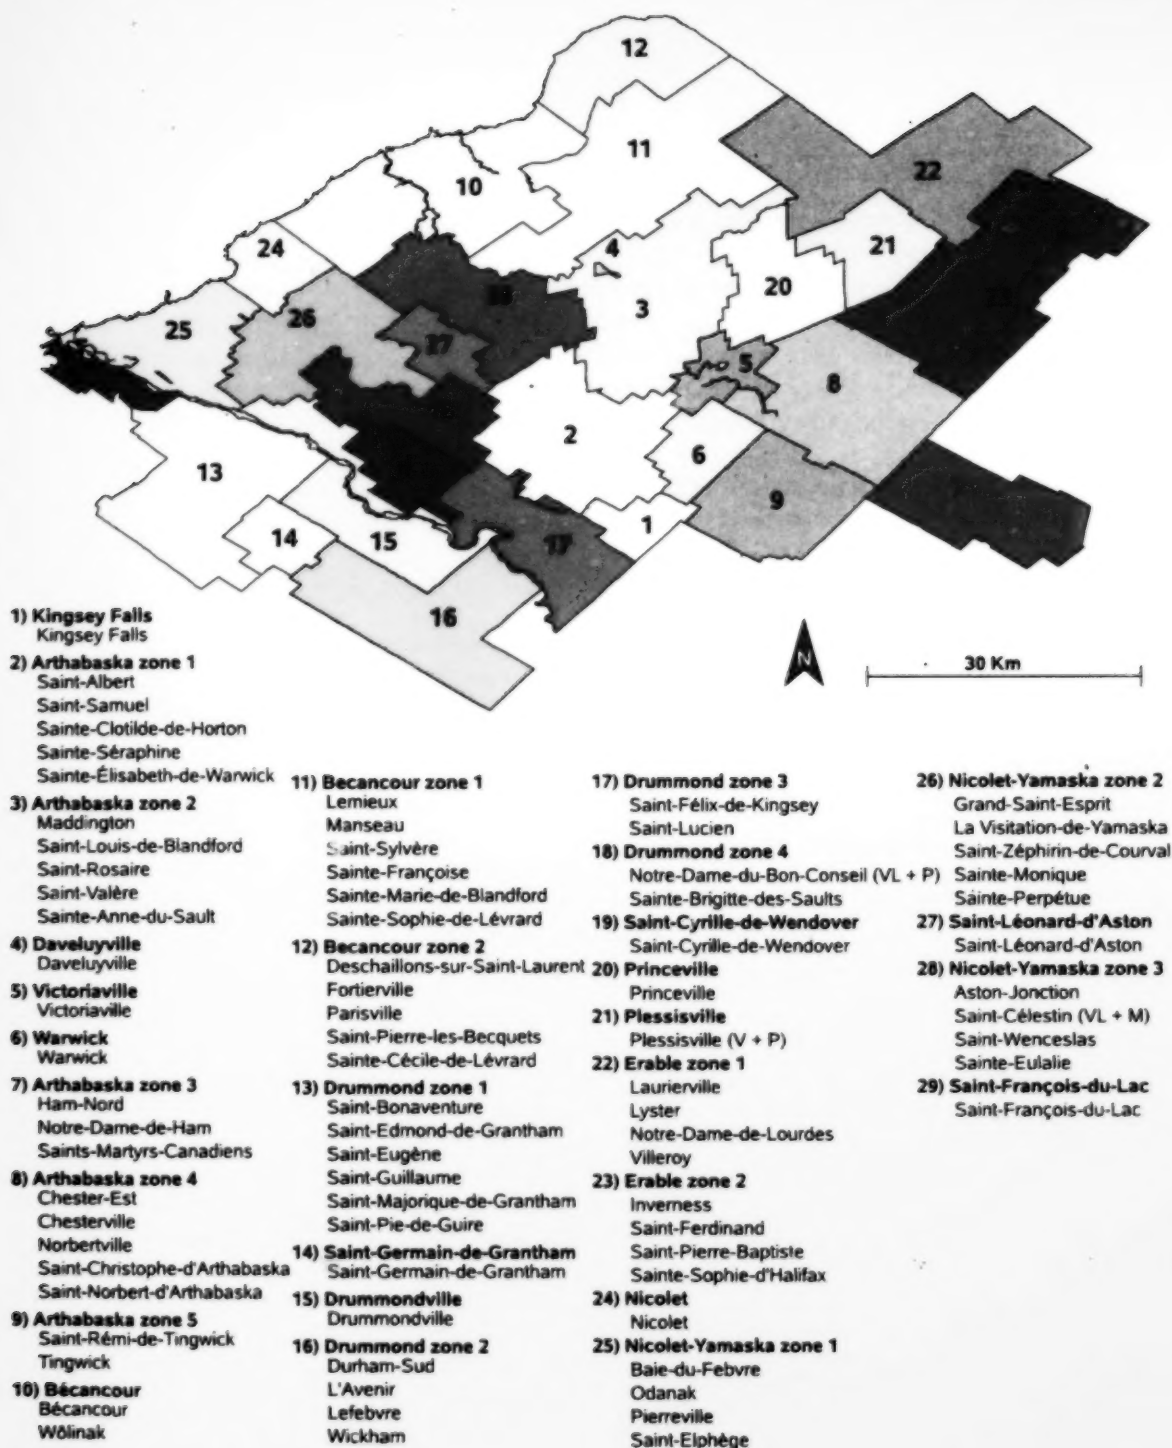 12
11
10
22
24
4
21
20
3
25
26
28
27
23
5
8
2
6
13
9
1
14
15
17
16
N
30 Km
1) Kingsey Falls
Kingsey Falls
2) Arthabaska zone 1
Saint-Albert
Saint-Samuel
Sainte-Clotilde-de-Horton
Sainte-Séraphine
Sainte-Élisabeth-de-Warwick
3) Arthabaska zone 2
Maddington
Saint-Louis-de-Blandford
Saint-Rosaire
Saint-Valère
Sainte-Anne-du-Sault
4) Daveluyville
Daveluyville
5) Victoriaville
Victoriaville
6) Warwick
Warwick
7) Arthabaska zone 3
Ham-Nord
Notre-Dame-de-Ham
Saints-Martyrs-Canadiens
8) Arthabaska zone 4
Chester-Est
Chesterville
Norbertville
Saint-Christophe-d'Arthabaska
Saint-Norbert-d'Arthabaska
9) Arthabaska zone 5
Saint-Rémi-de-Tingwick
Tingwick
10) Bécancour
Bécancour
Wôlinak
11) Becancour zone 1
Lemieux
Manseau
Saint-Sylvère
Sainte-Françoise
Sainte-Marie-de-Blandford
Sainte-Sophie-de-Lévrard
12) Becancour zone 2
Deschaillons-sur-Saint-Laurent
Fortierville
Parisville
Saint-Pierre-les-Becquets
Sainte-Cécile-de-Lévrard
13) Drummond zone 1
Saint-Bonaventure
Saint-Edmond-de-Grantham
Saint-Eugène
Saint-Guillaume
Saint-Majorique-de-Grantham
Saint-Pie-de-Guire
14) Saint-Germain-de-Grantham
Saint-Germain-de-Grantham
15) Drummondville
Drummondville
16) Drummond zone 2
Durham-Sud
L'Avenir
Lefebvre
Wickham
17) Drummond zone 3
Saint-Félix-de-Kingsey
Saint-Lucien
18) Drummond zone 4
Notre-Dame-du-Bon-Conseil (VL + P)
Sainte-Brigitte-des-Saults
19) Saint-Cyrille-de-Wendover
Saint-Cyrille-de-Wendover
20) Princeville
Princeville
21) Plessisville
Plessisville (V + P)
22) Erable zone 1
Laurierville
Lyster
Notre-Dame-de-Lourdes
Villeroy
23) Erable zone 2
Inverness
Saint-Ferdinand
Saint-Pierre-Baptiste
Sainte-Sophie-d'Halifax
24) Nicolet
Nicolet
25) Nicolet-Yamaska zone 1
Baie-du-Febvre
Odanak
Pierreville
Saint-Elphège
26) Nicolet-Yamaska zone 2
Grand-Saint-Esprit
La Visitation-de-Yamaska
Saint-Zéphirin-de-Courval
Sainte-Monique
Sainte-Perpétue
27) Saint-Léonard-d'Aston
Saint-Léonard-d'Aston
28) Nicolet-Yamaska zone 3
Aston-Jonction
Saint-Célestin (VL + M)
Saint-Wenceslas
Sainte-Eulalie
29) Saint-François-du-Lac
Saint-François-du-Lac